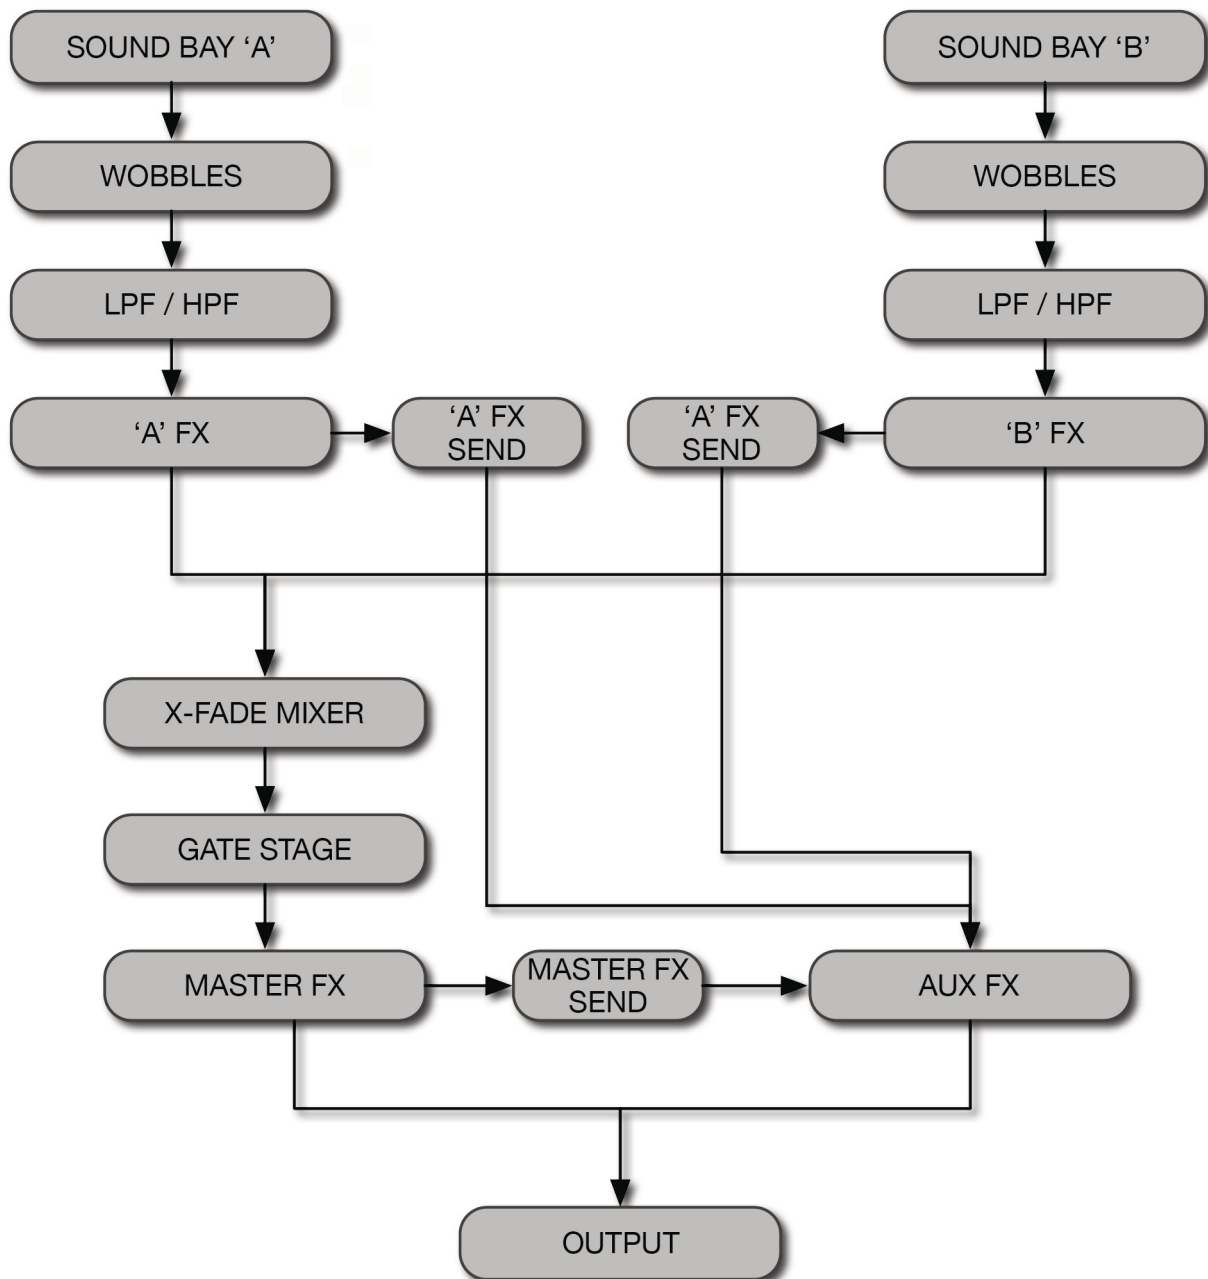 SOUND BAY ‘A’
SOUND BAY ‘B’
WOBBLES
WOBBLES
LPF / HPF
LPF / HPF
‘A’ FX
‘A’ FX
SEND
‘A’ FX
SEND
‘B’ FX
X-FADE MIXER
GATE STAGE
MASTER FX
MASTER FX
SEND
AUX FX
OUTPUT